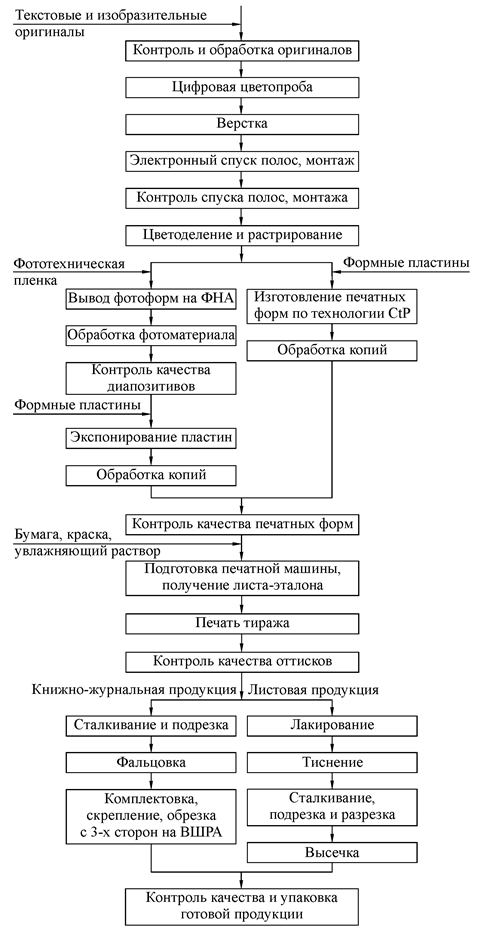 Текстовые и изобразительные
оригиналы
Контроль и обработка оригиналов
Цифровая цветопроба
Верстка
Электронный спуск полос, монтаж
Контроль спуска полос, монтажа
Цветоделение и растрирование
Фототехническая
пленка
Вывод фотоформ на ФНА
Обработка фотоматериала
Контроль качества
диапозитивов
Формные пластины
Экспонирование пластин
Обработка копий
Формные пластины
Изготовление печатных
форм по технологии CtP
Обработка копий
Контроль качества печатных форм
Бумага, краска,
увлажняющий раствор
Подготовка печатной машины,
получение листа-эталона
Печать тиража
Контроль качества оттисков
Книжно-журнальная продукция
Сталкивание и подрезка
Фальцовка
Комплектовка,
скрепление, обрезка
с 3-х сторон на ВШРА
Листовая продукция
Лакирование
Тиснение
Сталкивание,
подрезка и разрезка
Высечка
Контроль качества и упаковка
готовой продукции